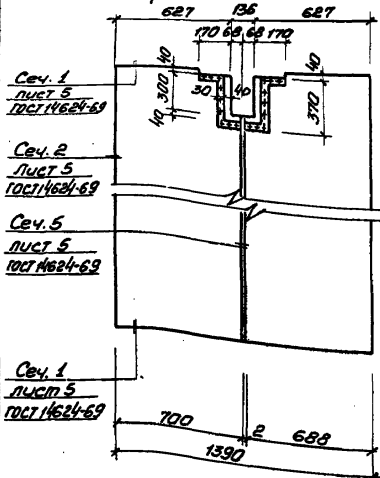 627 136 627
170 68 68 170
40
300
40
30
40
40
370
Сеч. 1
лист 5
ГОСТ 14624-69
Сеч. 2
Лист 5
ГОСТ 14624-69
Сеч. 5
лист 5
ГОСТ 14624-69
Сеч. 1
лист 5
ГОСТ 14624-69
700 2 688
1390